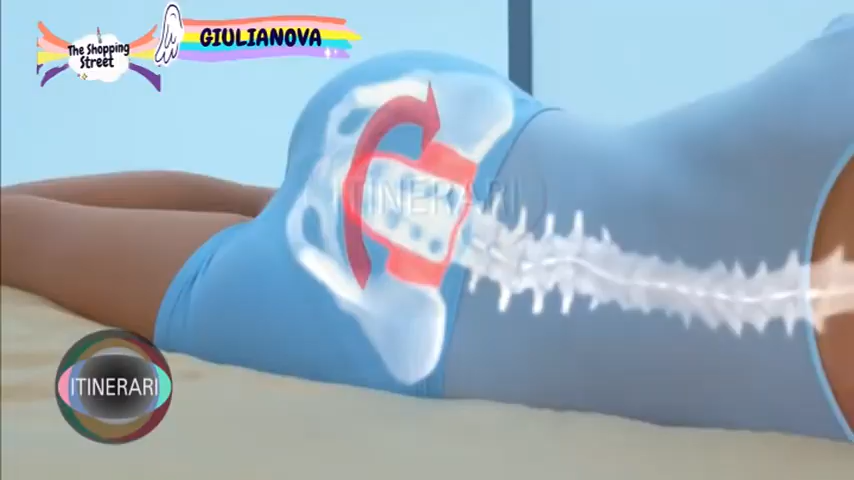 The Shopping
Street
GIULIANOVA
ITINERARI
ITINERARI